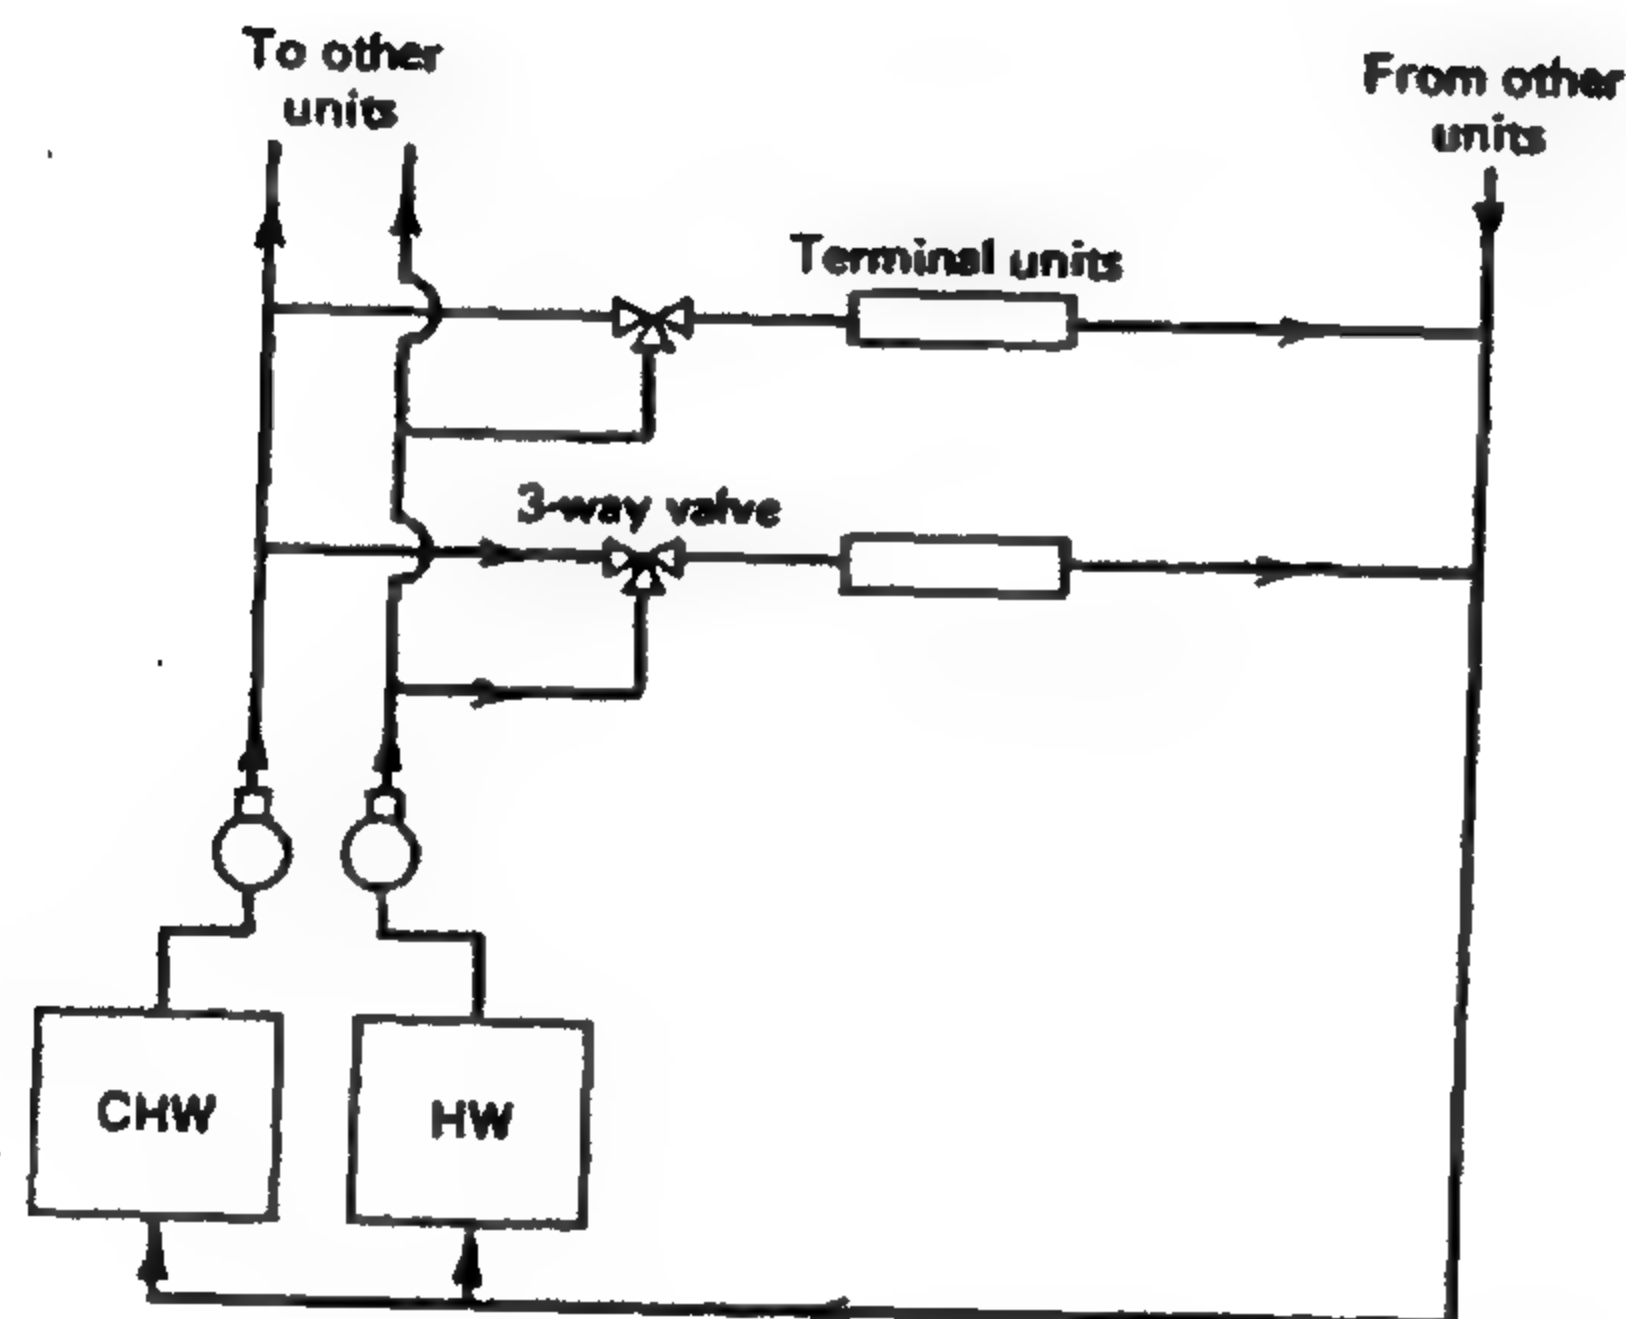 To other
units
From other
units
Terminal units
3-way valve
CHW
HW